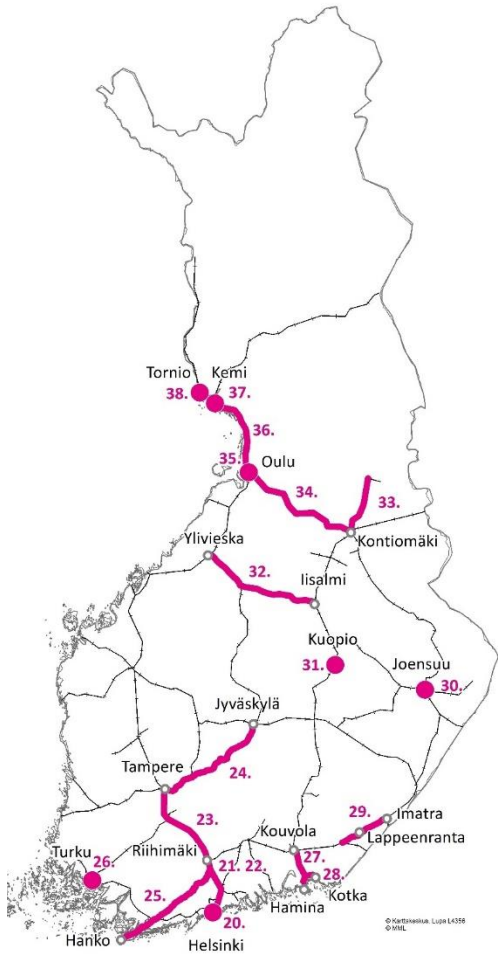 Tornio Kemi
38. 37.
36.
35. Oulu
34. 33.
Kontiomäki
Ylivieska
32.
Iisalmi
Kuopio
31.
Joensuu
30.
Jyväskylä
24.
Tampere
23.
29. Imatra
Lappeenranta
Kouvola
27.
28.
Kotka
Hamina
Turku
26.
Riihimäki
21. 22.
25.
20.
Hanko
Helsinki
© Karttakeskus, Lupa L4356
© MML